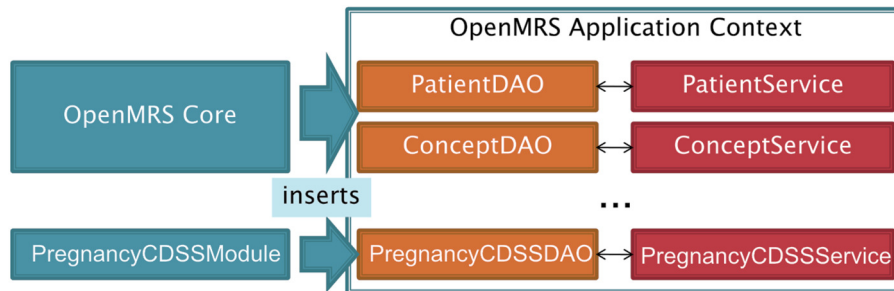 OpenMRS Application Context
OpenMRS Core
PatientDAO
PatientService
ConceptDAO
ConceptService
inserts
...
PregnancyCDSSModule
PregnancyCDSSDAO
PregnancyCDSSService